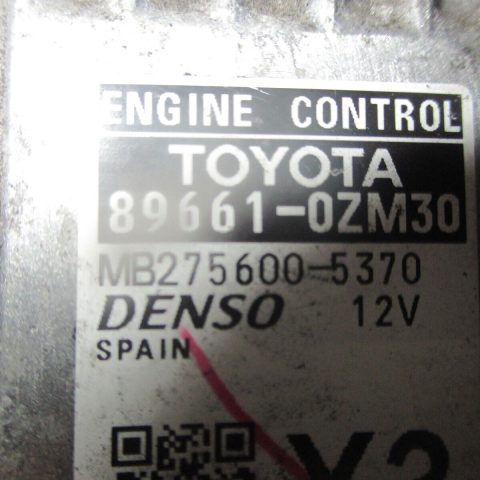 ENGINE CONTROL
TOYOTA
89661-0ZM30
MB275600-5370
DENSO 12V
SPAIN